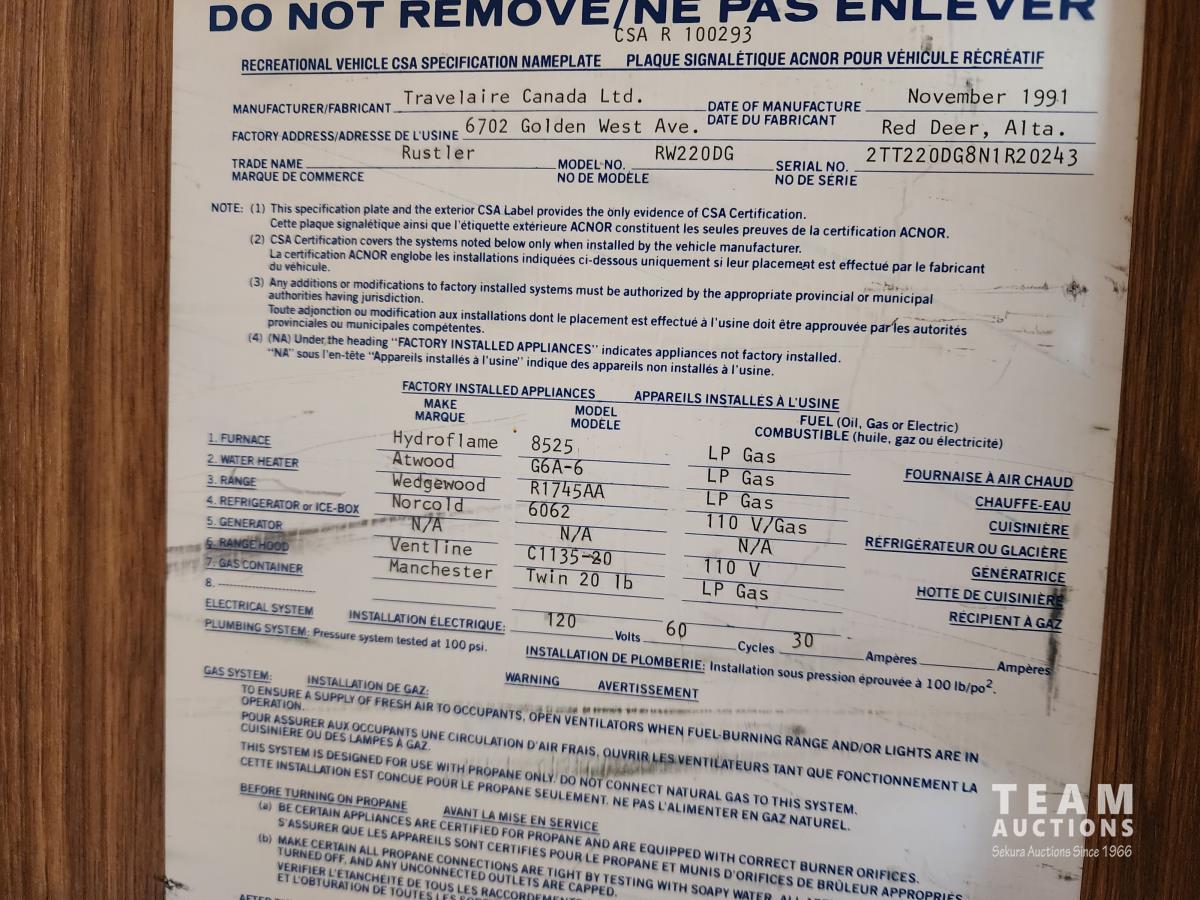 DO NOT REMOVE/NE PAS ENLEVER
CSA R 100293
RECREATIONAL VEHICLE CSA SPECIFICATION NAMEPLATE PLAQUE SIGNALÉTIQUE ACNOR POUR VÉHICULE RÉCRÉATIF
MANUFACTURER/FABRICANT Travelaire Canada Ltd. DATE OF MANUFACTURE November 1991
DATE DU FABRICANT
FACTORY ADDRESS/ADRESSE DE L'USINE 6702 Golden West Ave. Red Deer, Alta.
TRADE NAME Rustler MODEL NO. RW220DG SERIAL NO. 2TT220DG8N1R20243
MARQUE DE COMMERCE NO DE MODÈLE NO DE SÉRIE
NOTE: (1) This specification plate and the exterior CSA Label provides the only evidence of CSA Certification.
Cette plaque signalétique ainsi que l'étiquette extérieure ACNOR constituent les seules preuves de la certification ACNOR.
(2) CSA Certification covers the systems noted below only when installed by the vehicle manufacturer.
La certification ACNOR englobe les installations indiquées ci-dessous uniquement si leur placement est effectué par le fabricant
du véhicule.
(3) Any additions or modifications to factory installed systems must be authorized by the appropriate provincial or municipal
authorities having jurisdiction.
Toute adjonction ou modification aux installations dont le placement est effectué à l'usine doit être approuvée par les autorités
provinciales ou municipales compétentes.
(4) (NA) Under the heading "FACTORY INSTALLED APPLIANCES" indicates appliances not factory installed.
"NA" sous l'en-tête "Appareils installés à l'usine" indique des appareils non installés à l'usine.
FACTORY INSTALLED APPLIANCES APPAREILS INSTALLÉS À L'USINE
MAKE MODEL FUEL (Oil, Gas or Electric)
MARQUE MODÈLE COMBUSTIBLE (huile, gaz ou électricité)
1. FURNACE Hydroflame 8525 LP Gas FOURNAISE À AIR CHAUD
2. WATER HEATER Atwood G6A-6 LP Gas CHAUFFE-EAU
3. RANGE Wedgewood R1745AA LP Gas CUISINIÈRE
4. REFRIGERATOR or ICE-BOX Norcold 6062 110 V/Gas RÉFRIGÉRATEUR OU GLACIÈRE
5. GENERATOR N/A N/A N/A GÉNÉRATRICE
6. RANGE HOOD Ventline C1135-20 110 V HOTTE DE CUISINIÈRE
7. GAS CONTAINER Manchester Twin 20 lb LP Gas RÉCIPIENT À GAZ
8.
ELECTRICAL SYSTEM INSTALLATION ÉLECTRIQUE: 120 Volts 60 Cycles 30 Ampères Ampères
PLUMBING SYSTEM: Pressure system tested at 100 psi. INSTALLATION DE PLOMBERIE: Installation sous pression éprouvée à 100 lb/po².
GAS SYSTEM: INSTALLATION DE GAZ: WARNING AVERTISSEMENT
TO ENSURE A SUPPLY OF FRESH AIR TO OCCUPANTS, OPEN VENTILATORS WHEN FUEL-BURNING RANGE AND/OR LIGHTS ARE IN
OPERATION.
POUR ASSURER AUX OCCUPANTS UNE CIRCULATION D'AIR FRAIS, OUVRIR LES VENTILATEURS TANT QUE FONCTIONNEMENT LA
CUISINIÈRE OU DES LAMPES À GAZ.
THIS SYSTEM IS DESIGNED FOR USE WITH PROPANE ONLY. DO NOT CONNECT NATURAL GAS TO THIS SYSTEM.
CETTE INSTALLATION EST CONCUE POUR LE PROPANE SEULEMENT. NE PAS L'ALIMENTER EN GAZ NATUREL.
BEFORE TURNING ON PROPANE AVANT LA MISE EN SERVICE
(a) BE CERTAIN APPLIANCES ARE CERTIFIED FOR PROPANE AND ARE EQUIPPED WITH CORRECT BURNER ORIFICES.
S'ASSURER QUE LES APPAREILS SONT CERTIFIÉS POUR LE PROPANE ET MUNIS D'ORIFICES DE BRÛLEUR APPROPRIÉS
(b) MAKE CERTAIN ALL PROPANE CONNECTIONS ARE TIGHT BY TESTING WITH SOAPY WATER,
TURNED OFF, AND ANY UNCONNECTED OUTLETS ARE CAPPED.
VERIFIER L'ETANCHEITE DE TOUS LES
ET L'OBTURATION DE TOUTES LES
TEAM
AUCTIONS
Sekura Auctions Since 1966